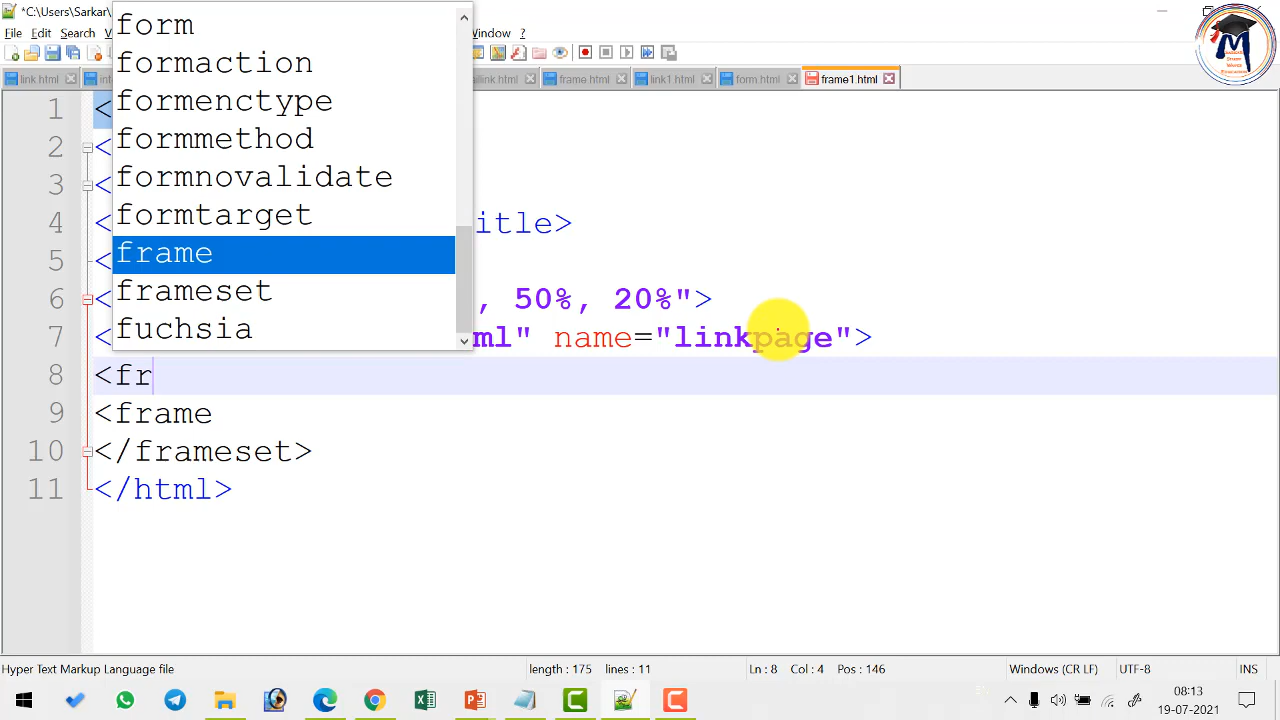 *C:\Users\Sarkar\
File Edit Search
indow ?
link.html
frame.html
link1.html
form.html
frame1.html
form
formaction
formenctype
formmethod
formnovalidate
formtarget
frame
frameset
fuchsia
1 <
2 <
3 <
4 < itle>
5 <
6 < , 50%, 20%">
7 < ml" name="linkpage">
8 <fr
9 <frame
10 </frameset>
11 </html>
Hyper Text Markup Language file length : 175 lines : 11 Ln : 8 Col : 4 Pos : 146 Windows (CR LF) UTF-8 INS
08:13
19-07-2021